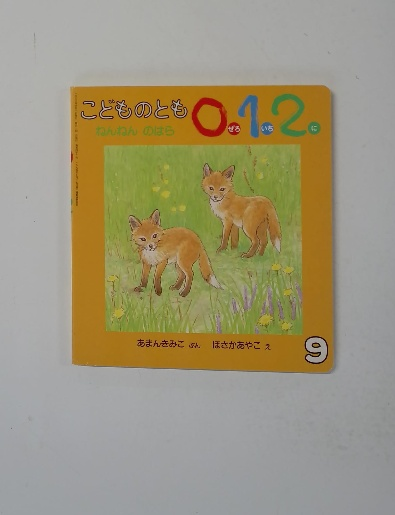 こどものとも 0ぜろ1いち2に
ねんねん のはら
あまんきみこ ぶん ほさかあやこ え
9